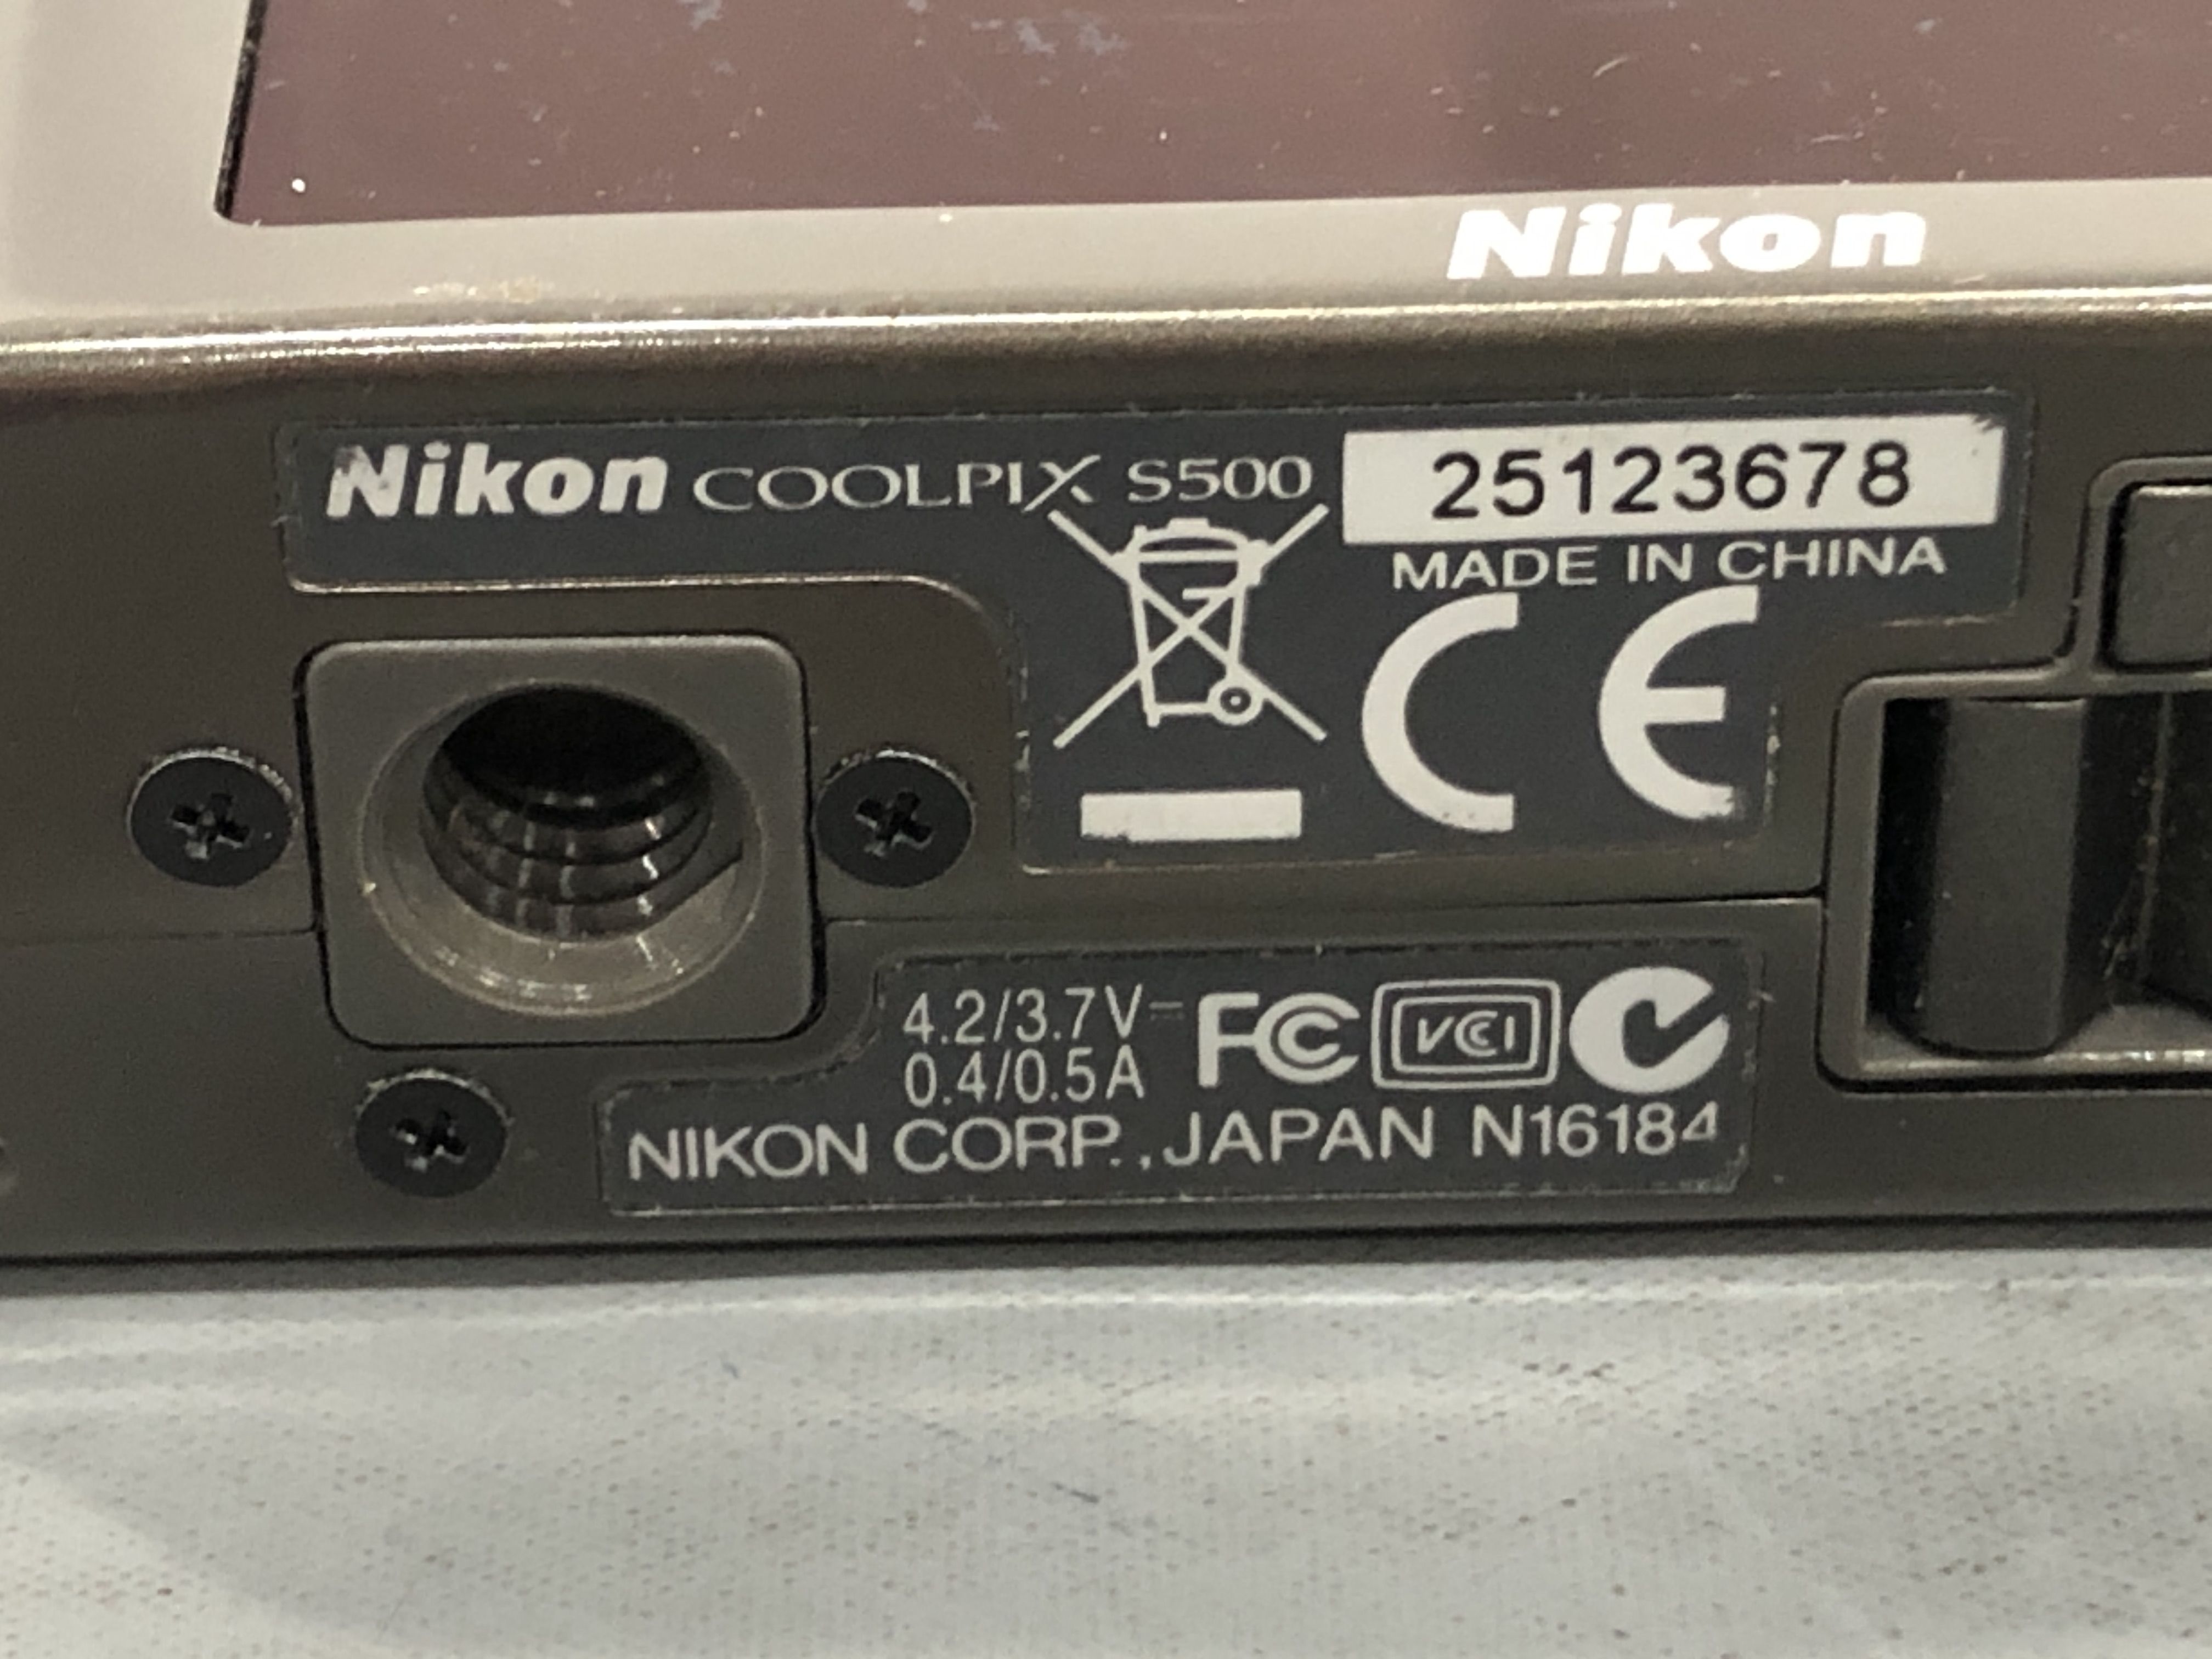 Nikon
Nikon COOLPIX S500 25123678
MADE IN CHINA
CE
4.2/3.7V⎓ FC VCCI
0.4/0.5A
NIKON CORP., JAPAN N16184